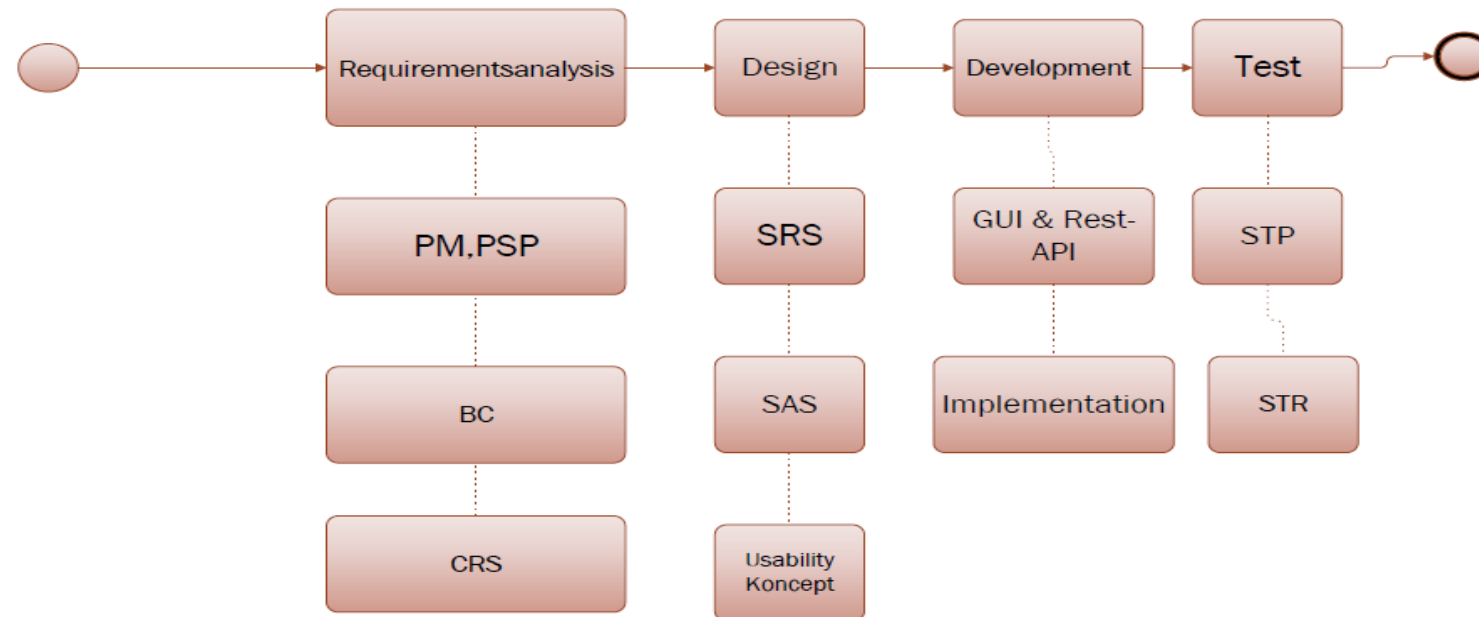 Requirementsanalysis
Design
Development
Test
PM,PSP
SRS
GUI & Rest-
API
STP
BC
SAS
Implementation
STR
CRS
Usability
Koncept